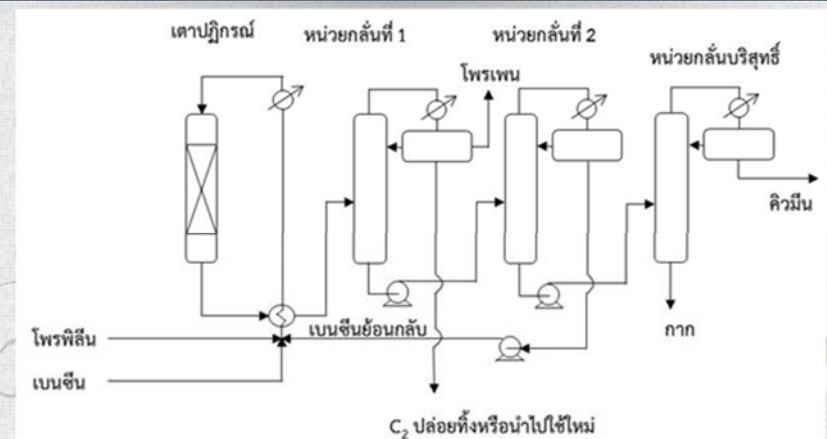 เตาปฏิกรณ์
หน่วยกลั่นที่ 1
หน่วยกลั่นที่ 2
หน่วยกลั่นบริสุทธิ์
โพรเพน
คิวมีน
กาก
เบนซีนย้อนกลับ
โพรพิลีน
เบนซีน
C₂ ปล่อยทิ้งหรือนำไปใช้ใหม่